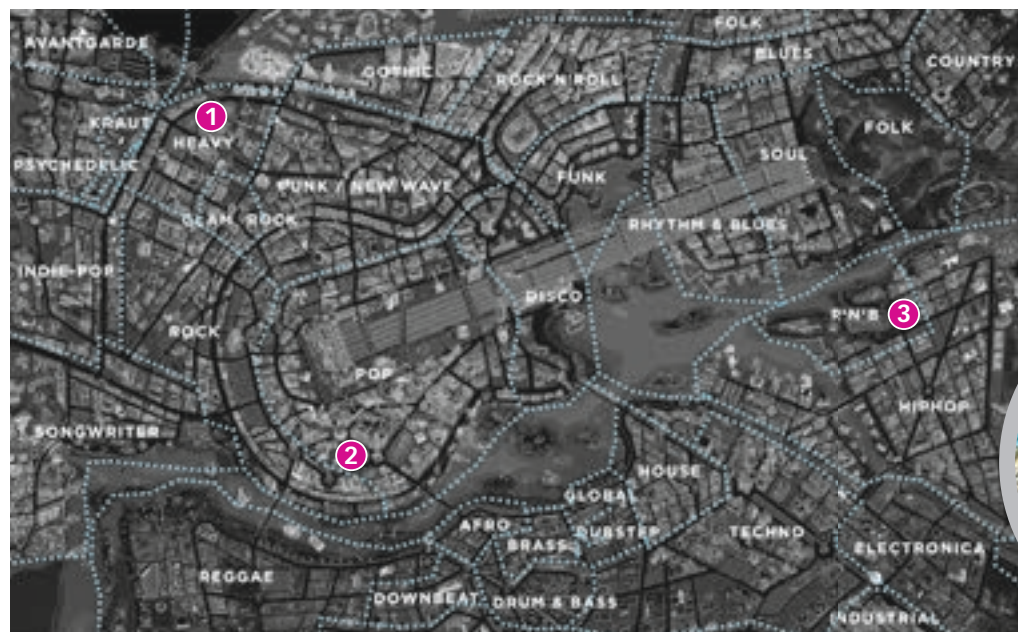 FOLK
AVANTGARDE
BLUES
COUNTRY
GOTHIC
ROCK'N ROLL
1
KRAUT
HEAVY
FOLK
SOUL
PSYCHEDELIC
PUNK / NEW WAVE
FUNK
GLAM ROCK
RHYTHM & BLUES
INDIE-POP
DISCO
R'N'B 3
ROCK
POP
HIPHOP
SONGWRITER
2
HOUSE
GLOBAL
AFRO
DUBSTEP
TECHNO
BRASS
ELECTRONICA
REGGAE
DOWNBEAT
DRUM & BASS
INDUSTRIAL